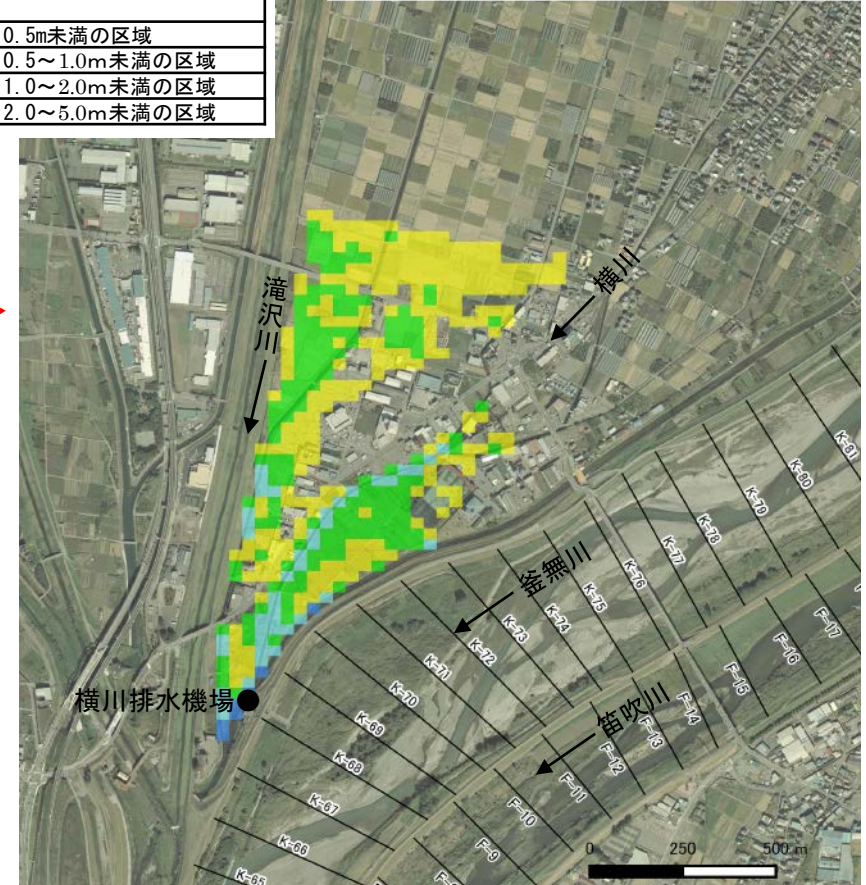 0.5m未満の区域
0.5～1.0m未満の区域
1.0～2.0m未満の区域
2.0～5.0m未満の区域
滝沢川
横川
釜無川
笛吹川
横川排水機場
K-81
K-80
K-79
K-78
K-77
K-76
K-75
K-74
K-73
K-72
K-71
K-70
K-69
K-68
K-67
K-66
K-65
F-17
F-16
F-15
F-14
F-13
F-12
F-11
F-10
F-9
0 250 500 m